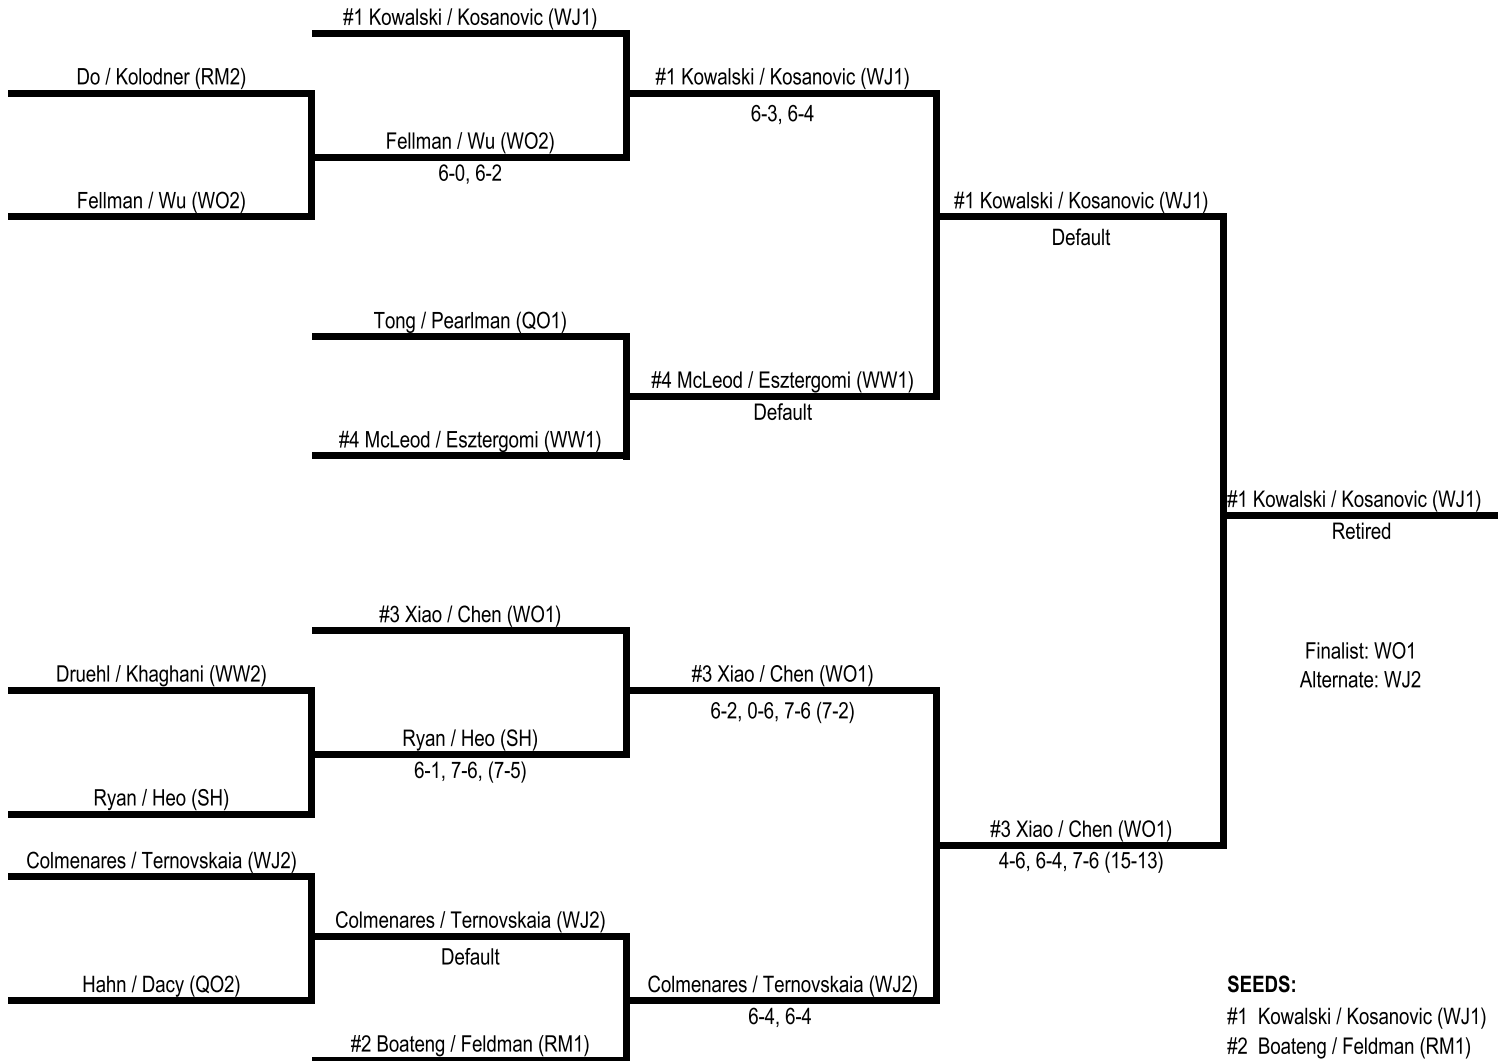 #1 Kowalski / Kosanovic (WJ1)
Do / Kolodner (RM2)
#1 Kowalski / Kosanovic (WJ1)
6-3, 6-4
Fellman / Wu (WO2)
6-0, 6-2
Fellman / Wu (WO2)
#1 Kowalski / Kosanovic (WJ1)
Default
Tong / Pearlman (QO1)
#4 McLeod / Esztergomi (WW1)
Default
#4 McLeod / Esztergomi (WW1)
#1 Kowalski / Kosanovic (WJ1)
Retired
#3 Xiao / Chen (WO1)
Finalist: WO1
Alternate: WJ2
Druehl / Khaghani (WW2)
#3 Xiao / Chen (WO1)
6-2, 0-6, 7-6 (7-2)
Ryan / Heo (SH)
6-1, 7-6, (7-5)
Ryan / Heo (SH)
#3 Xiao / Chen (WO1)
4-6, 6-4, 7-6 (15-13)
Colmenares / Ternovskaia (WJ2)
Colmenares / Ternovskaia (WJ2)
Default
Hahn / Dacy (QO2)
Colmenares / Ternovskaia (WJ2)
6-4, 6-4
#2 Boateng / Feldman (RM1)
SEEDS:
#1 Kowalski / Kosanovic (WJ1)
#2 Boateng / Feldman (RM1)